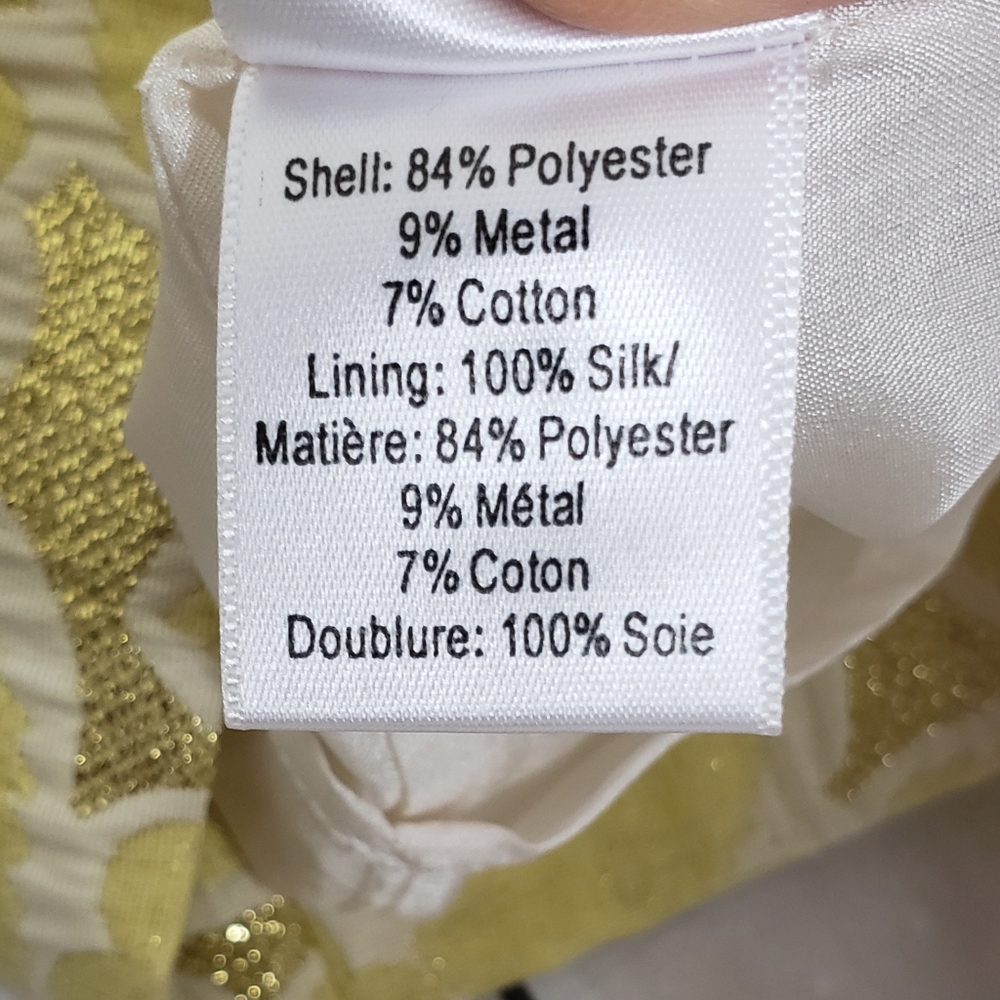 Shell: 84% Polyester
9% Metal
7% Cotton
Lining: 100% Silk/
Matière: 84% Polyester
9% Métal
7% Coton
Doublure: 100% Soie